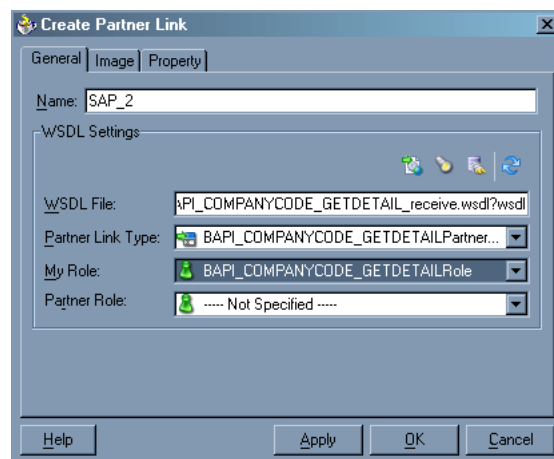 Create Partner Link
General Image Property
Name: SAP_2
WSDL Settings
WSDL File: API_COMPANYCODE_GETDETAIL_receive.wsdl?wsdl
Partner Link Type: BAPI_COMPANYCODE_GETDETAILPartner...
My Role: BAPI_COMPANYCODE_GETDETAILRole
Partner Role: ----- Not Specified -----
Help Apply OK Cancel